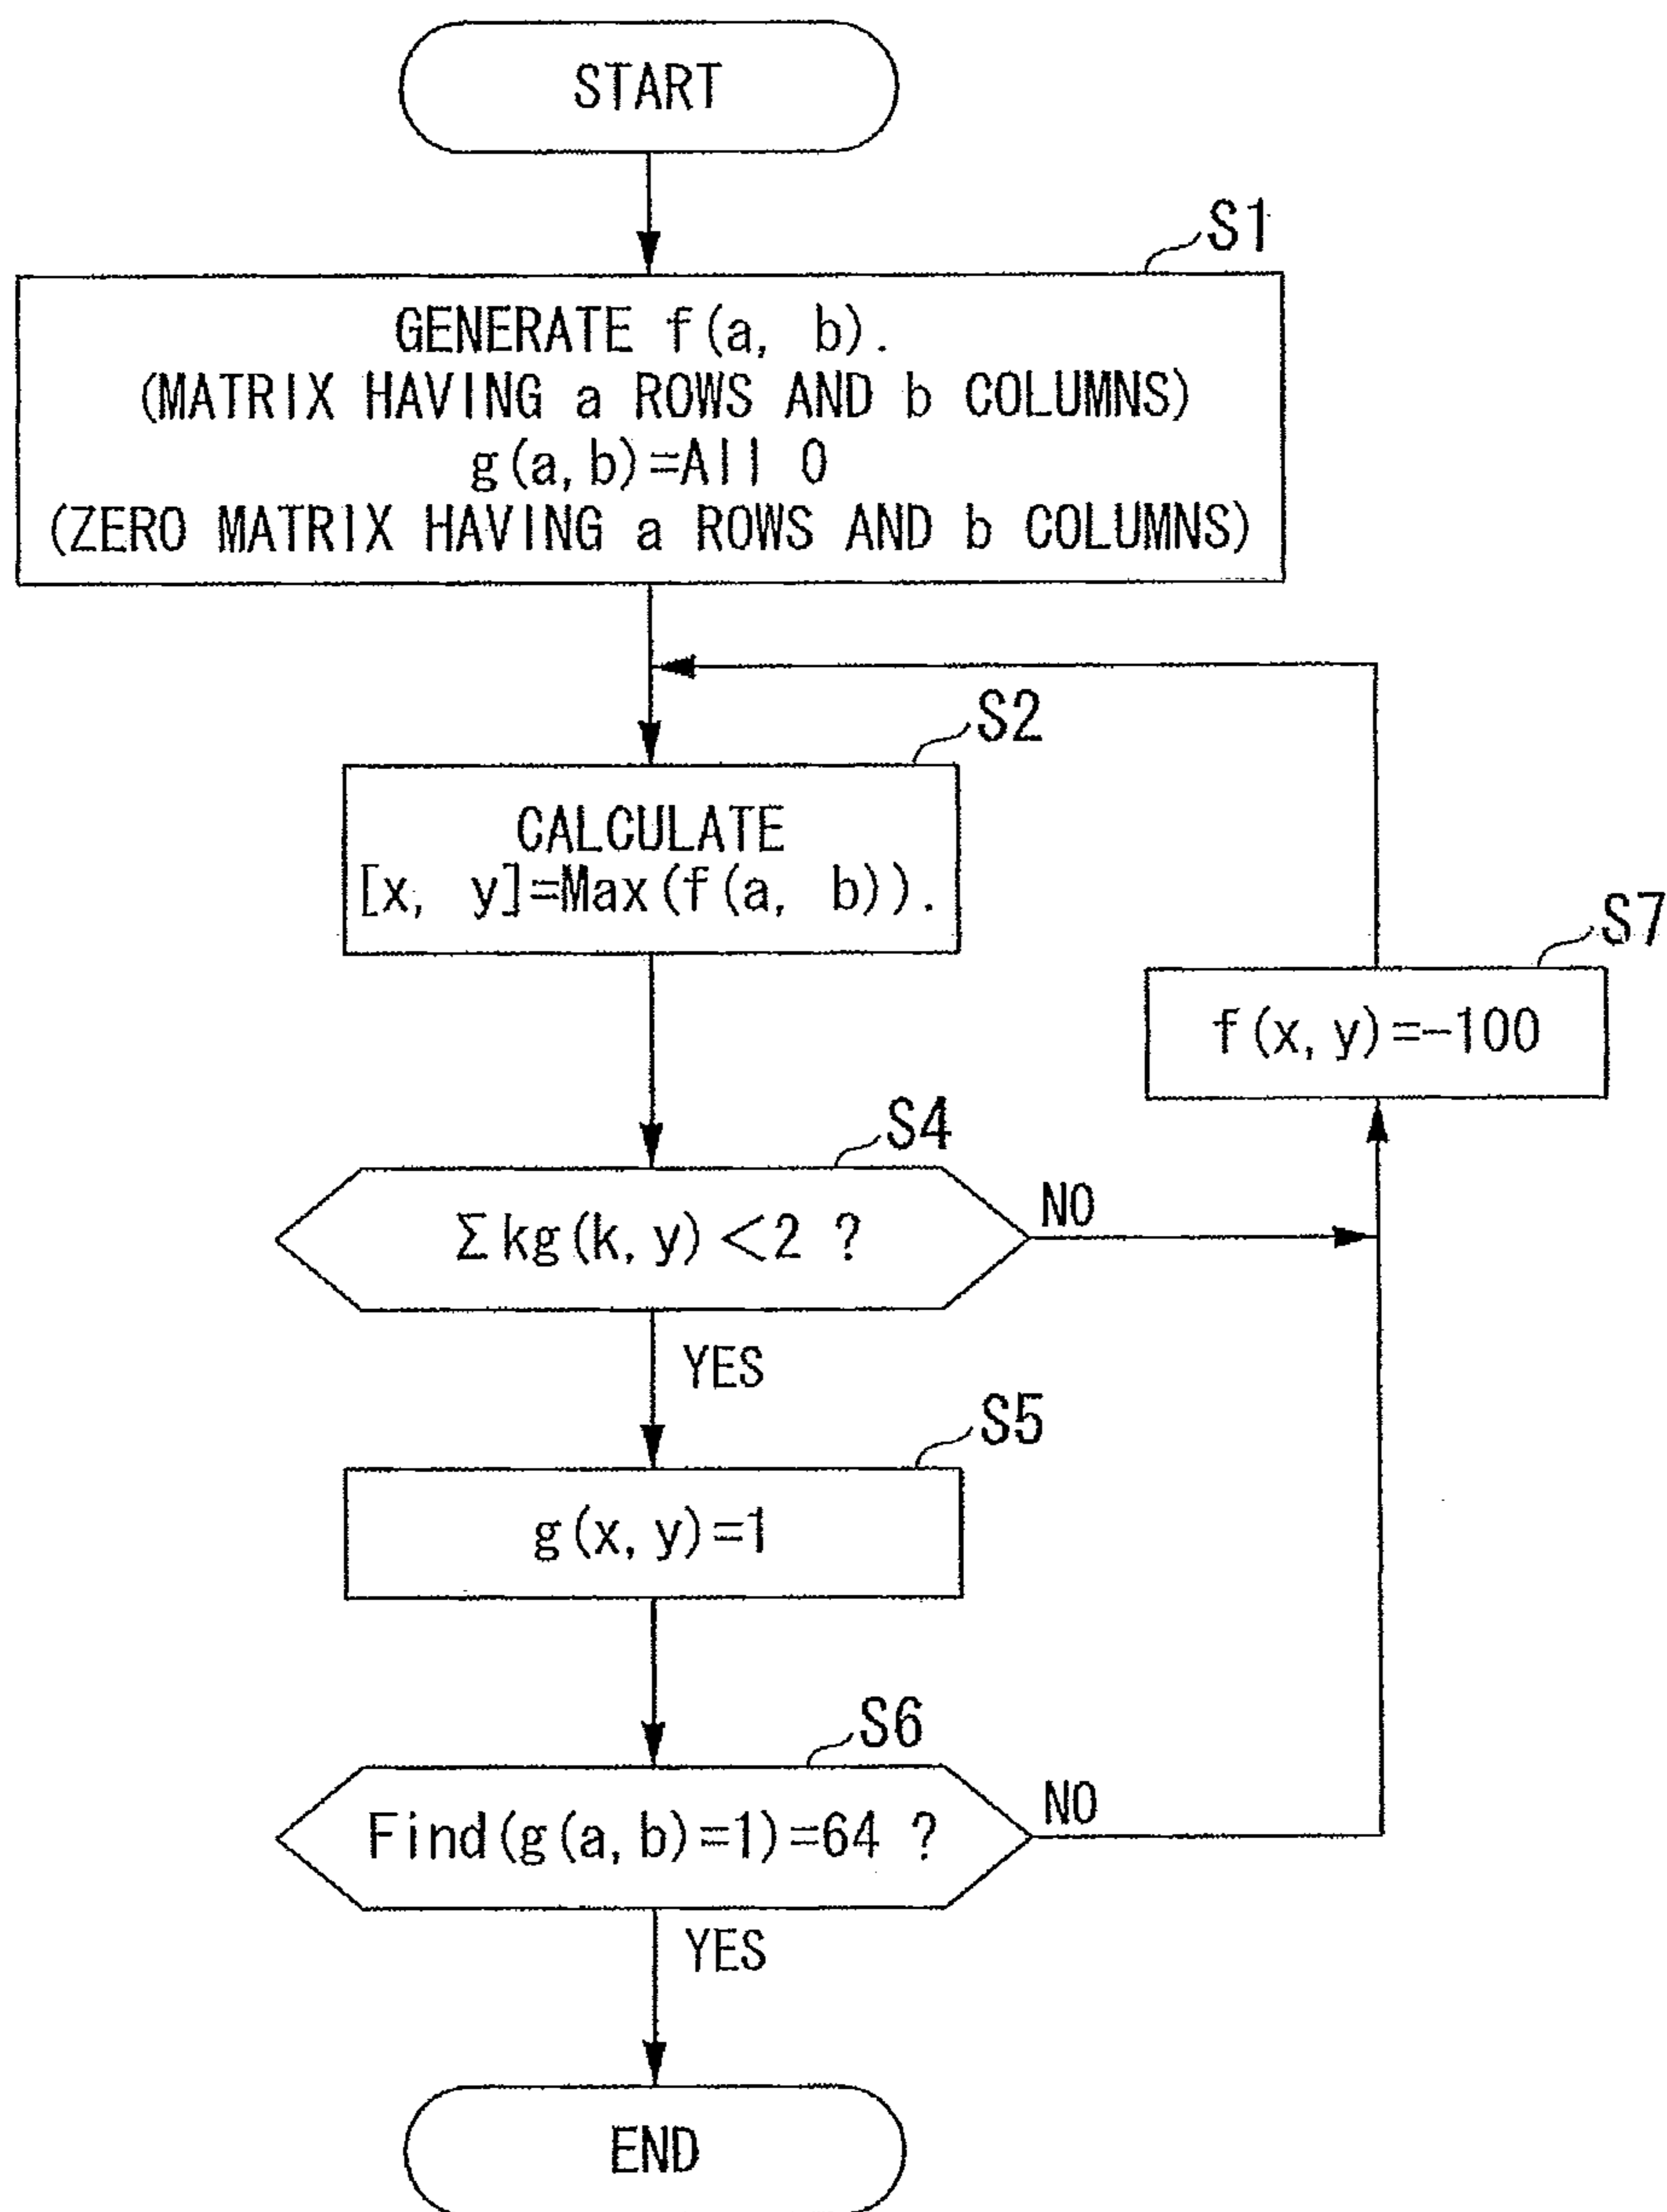 START
S1
GENERATE f(a, b).
(MATRIX HAVING a ROWS AND b COLUMNS)
g(a,b)=All 0
(ZERO MATRIX HAVING a ROWS AND b COLUMNS)
S2
CALCULATE
[x, y]=Max(f(a, b)).
S7
f(x,y)=-100
S4
Σkg(k,y)<2 ?
NO
YES
S5
g(x,y)=1
S6
Find(g(a,b)=1)=64 ?
NO
YES
END